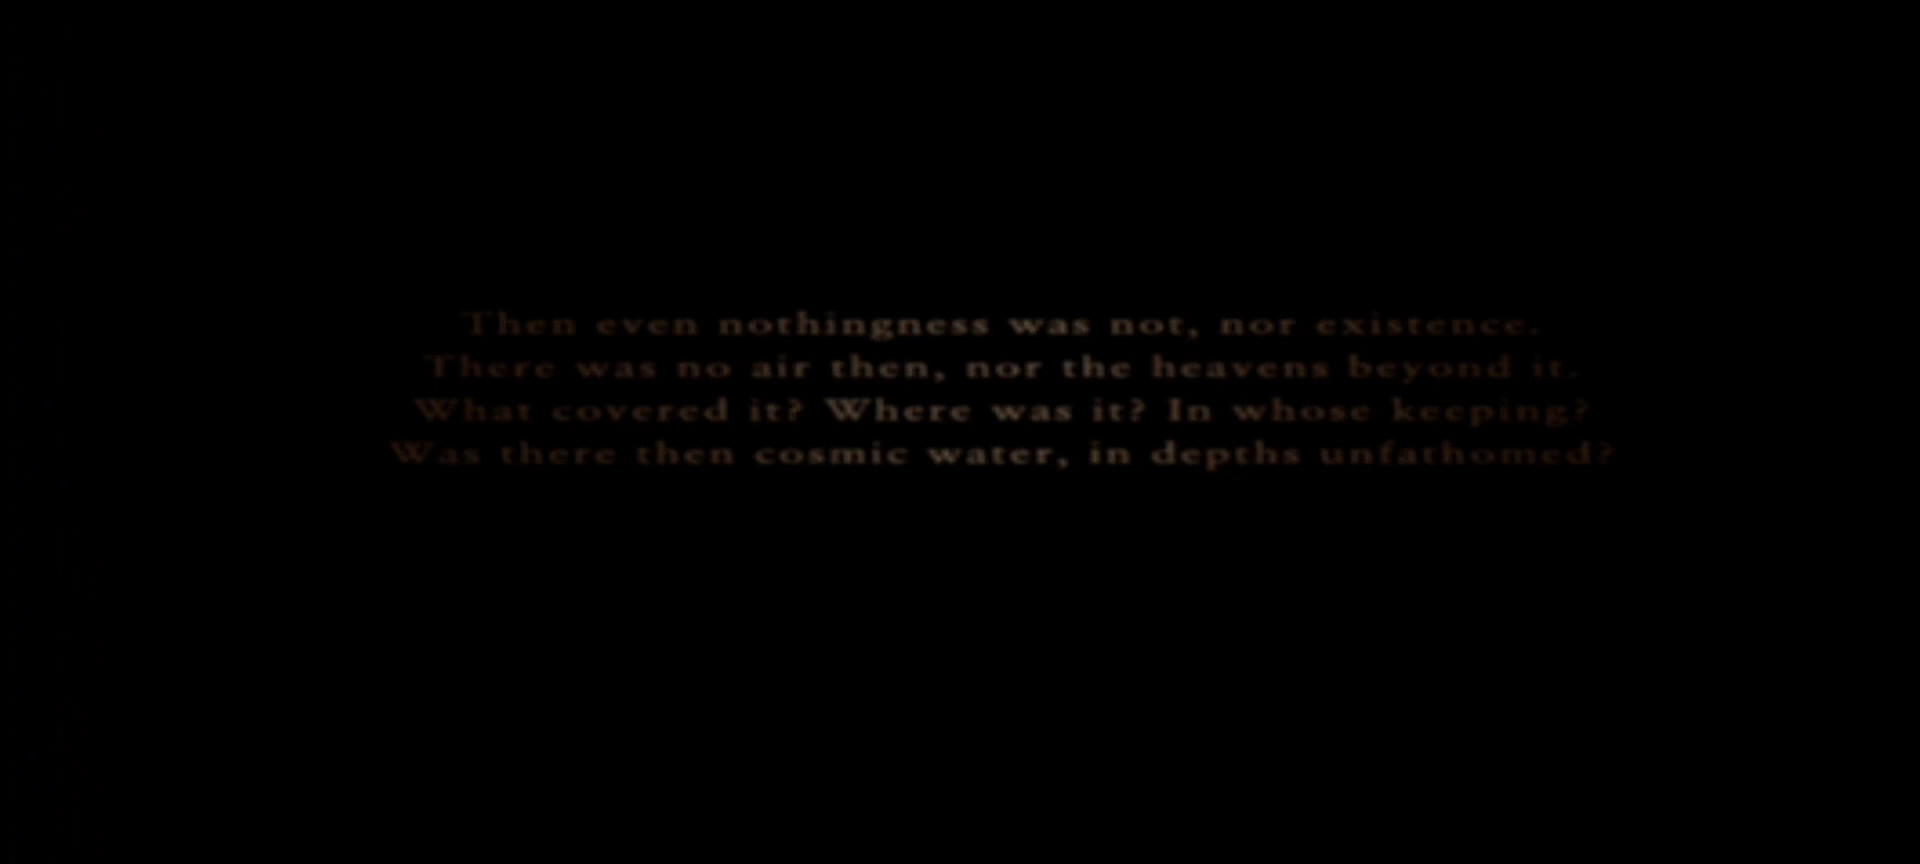 Then even nothingness was not, nor existence.
There was no air then, nor the heavens beyond it.
What covered it? Where was it? In whose keeping?
Was there then cosmic water, in depths unfathomed?